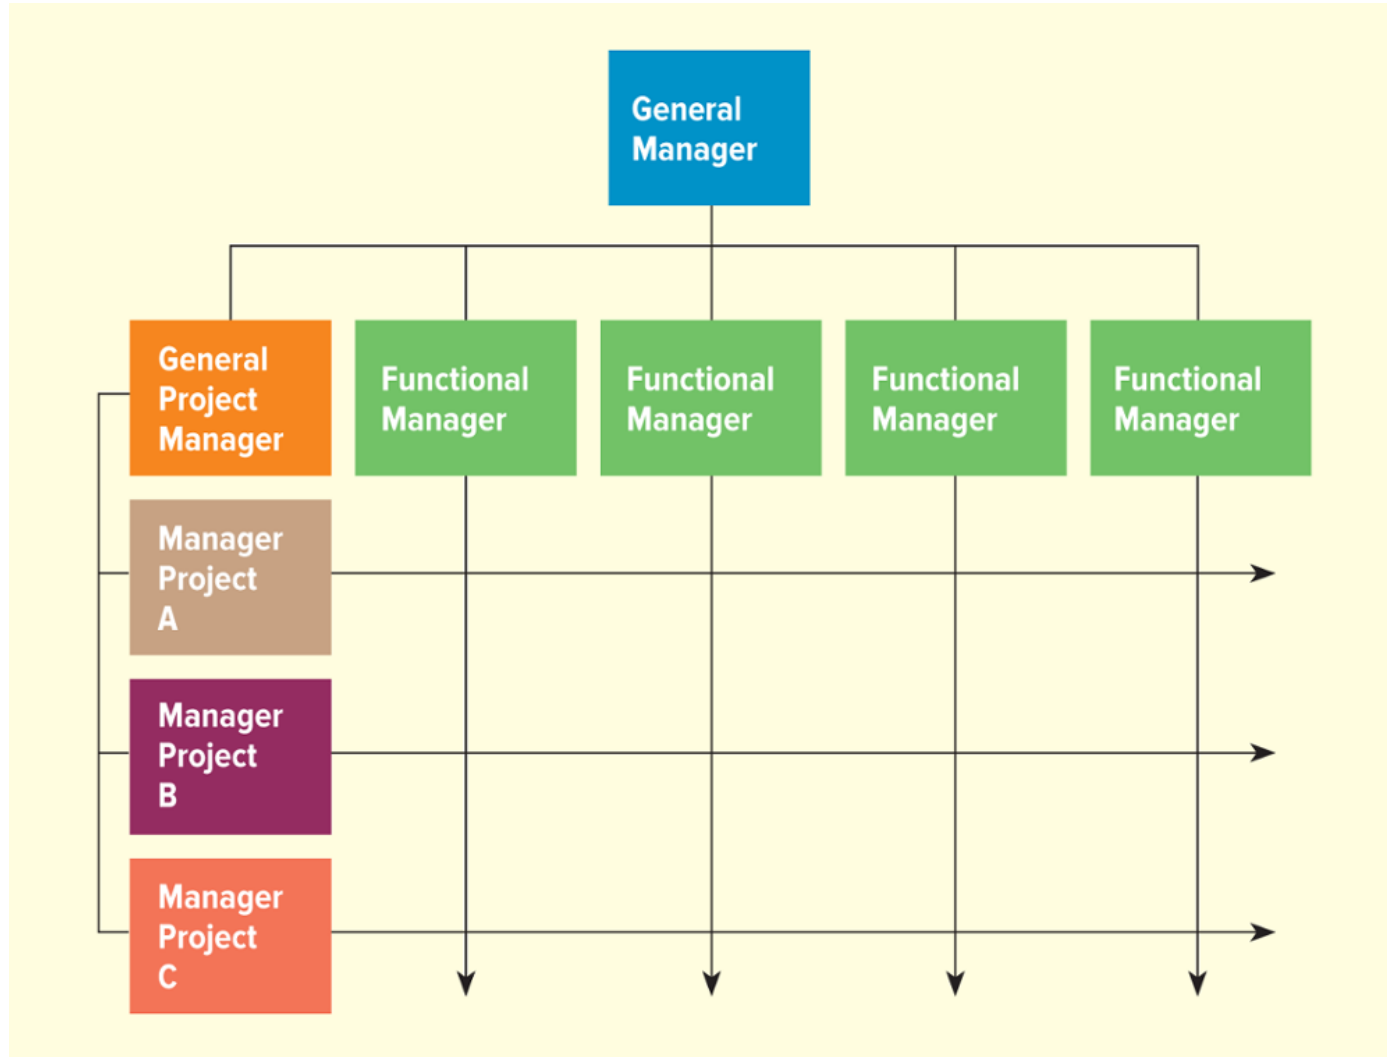 General
Manager
General
Project
Manager
Functional
Manager
Functional
Manager
Functional
Manager
Functional
Manager
Manager
Project
A
Manager
Project
B
Manager
Project
C